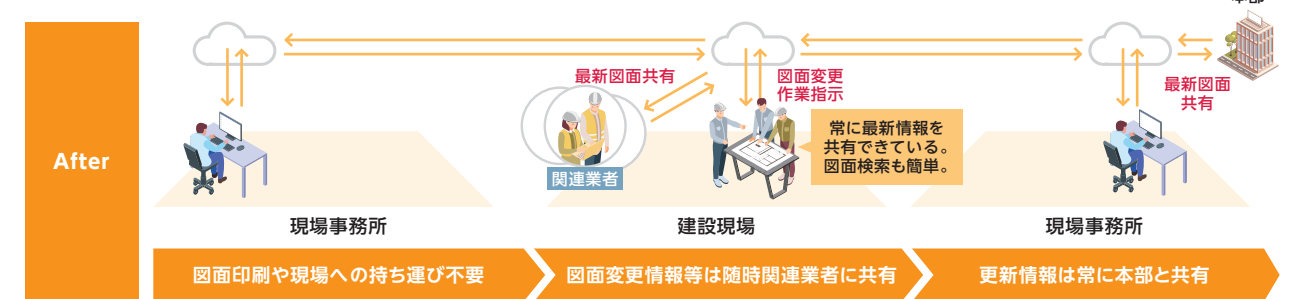 本部
After
最新図面共有
図面変更
作業指示
最新図面
共有
常に最新情報を
共有できている。
図面検索も簡単。
関連業者
現場事務所
建設現場
現場事務所
図面印刷や現場への持ち運び不要
図面変更情報等は随時関連業者に共有
更新情報は常に本部と共有